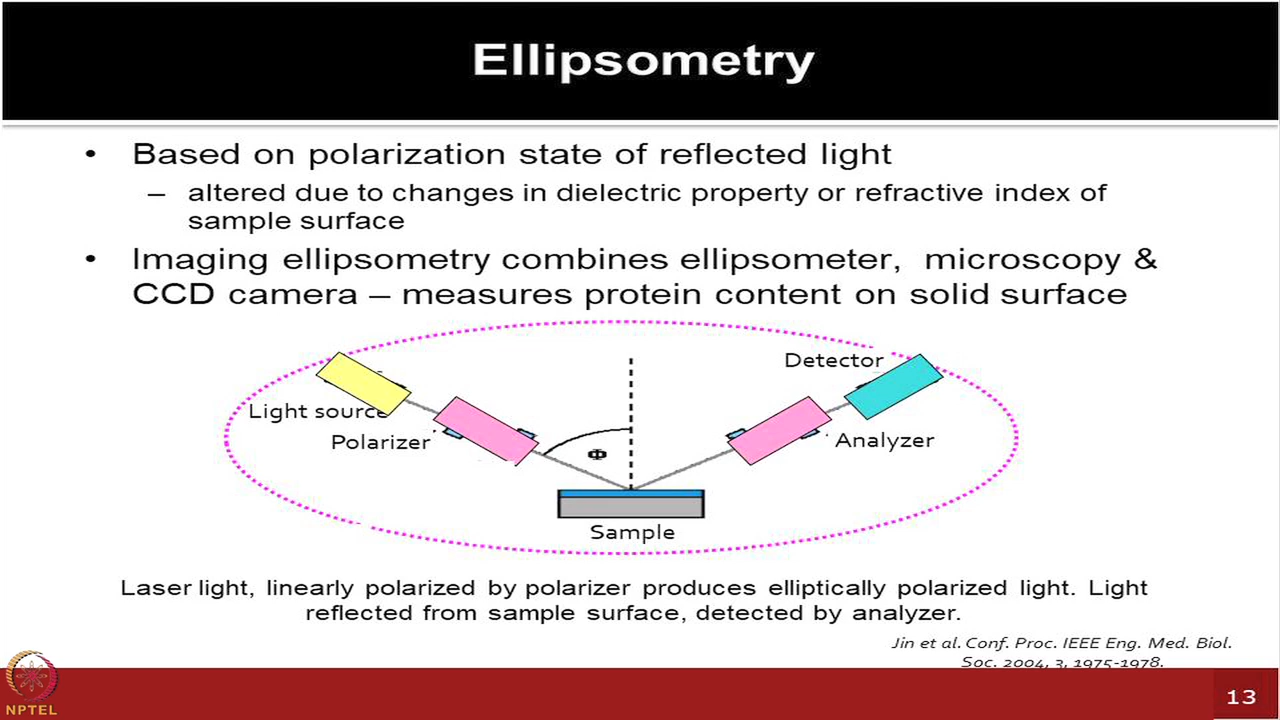 Ellipsometry
• Based on polarization state of reflected light
– altered due to changes in dielectric property or refractive index of
sample surface
• Imaging ellipsometry combines ellipsometer, microscopy &
CCD camera – measures protein content on solid surface
Detector
Light source
Polarizer
Analyzer
Φ
Sample
Laser light, linearly polarized by polarizer produces elliptically polarized light. Light
reflected from sample surface, detected by analyzer.
Jin et al. Conf. Proc. IEEE Eng. Med. Biol.
Soc. 2004, 3, 1975-1978.
NPTEL
13